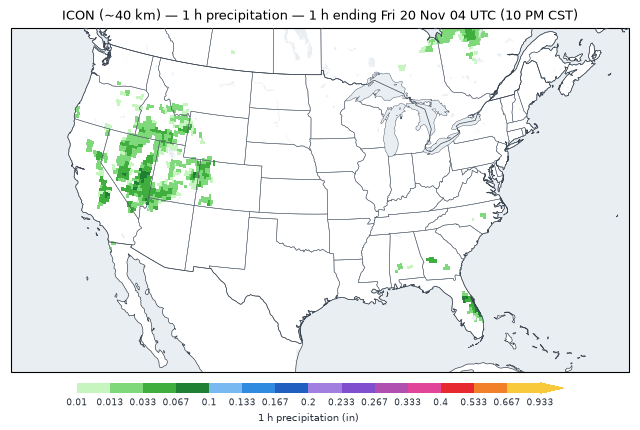 ICON (~40 km) — 1 h precipitation — 1 h ending Fri 20 Nov 04 UTC (10 PM CST)
0.01 0.013 0.033 0.067 0.1 0.133 0.167 0.2 0.233 0.267 0.333 0.4 0.533 0.667 0.933
1 h precipitation (in)